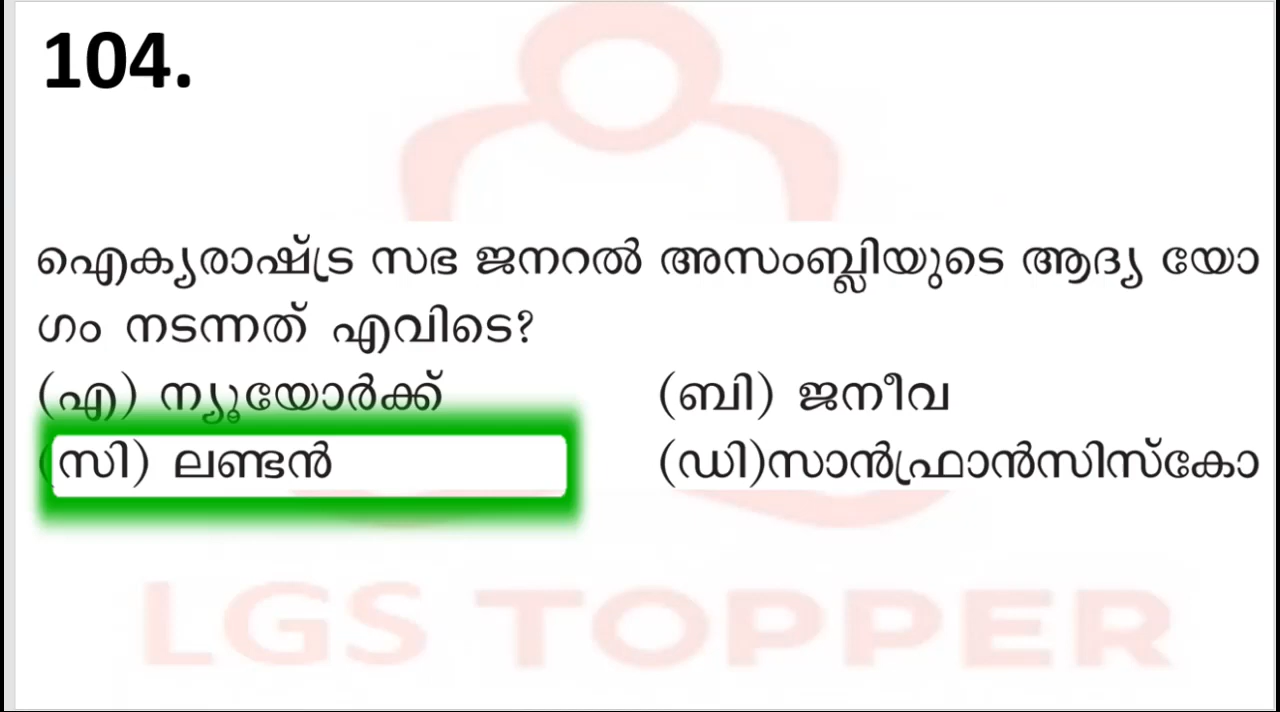 104.
ഐക്യരാഷ്ട്ര സഭ ജനറൽ അസംബ്ലിയുടെ ആദ്യ യോ
ഗം നടന്നത് എവിടെ?
(എ) ന്യൂയോർക്ക് (ബി) ജനീവ
(സി) ലണ്ടൻ (ഡി)സാൻഫ്രാൻസിസ്കോ
LGS TOPPER